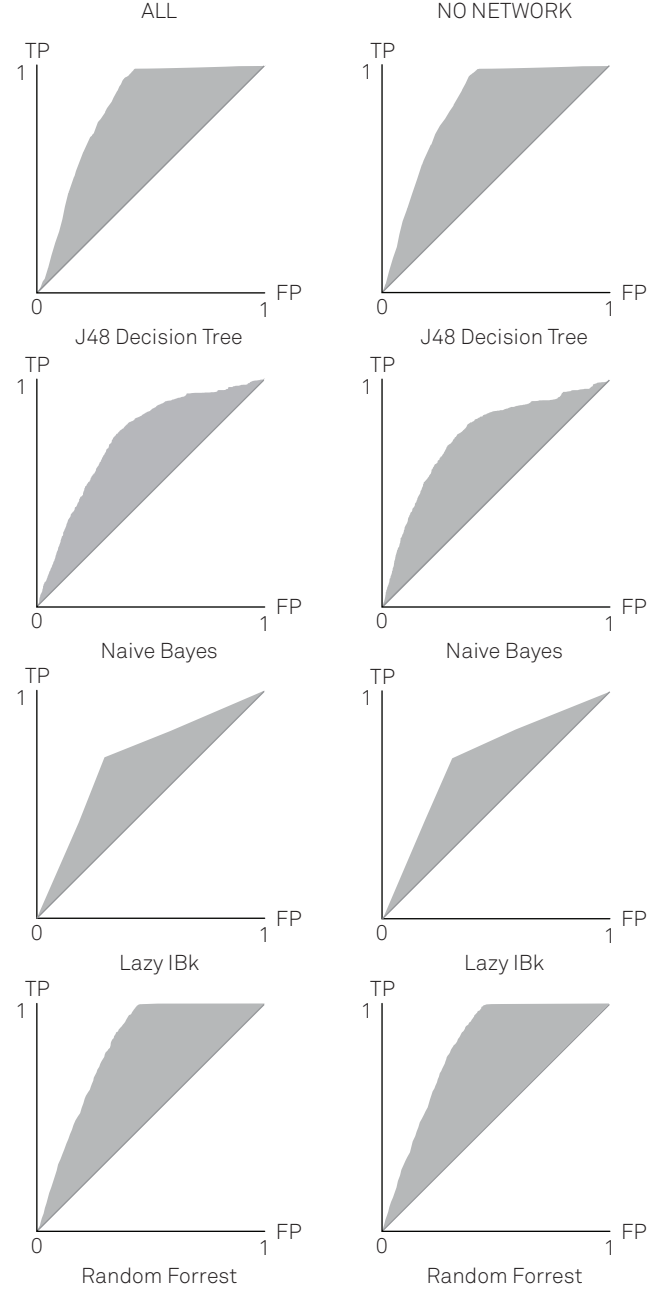 ALL
NO NETWORK
TP
1
0
1
FP
J48 Decision Tree
TP
1
0
1
FP
J48 Decision Tree
TP
1
0
1
FP
Naive Bayes
TP
1
0
1
FP
Naive Bayes
TP
1
0
1
FP
Lazy IBk
TP
1
0
1
FP
Lazy IBk
TP
1
0
1
FP
Random Forrest
TP
1
0
1
FP
Random Forrest